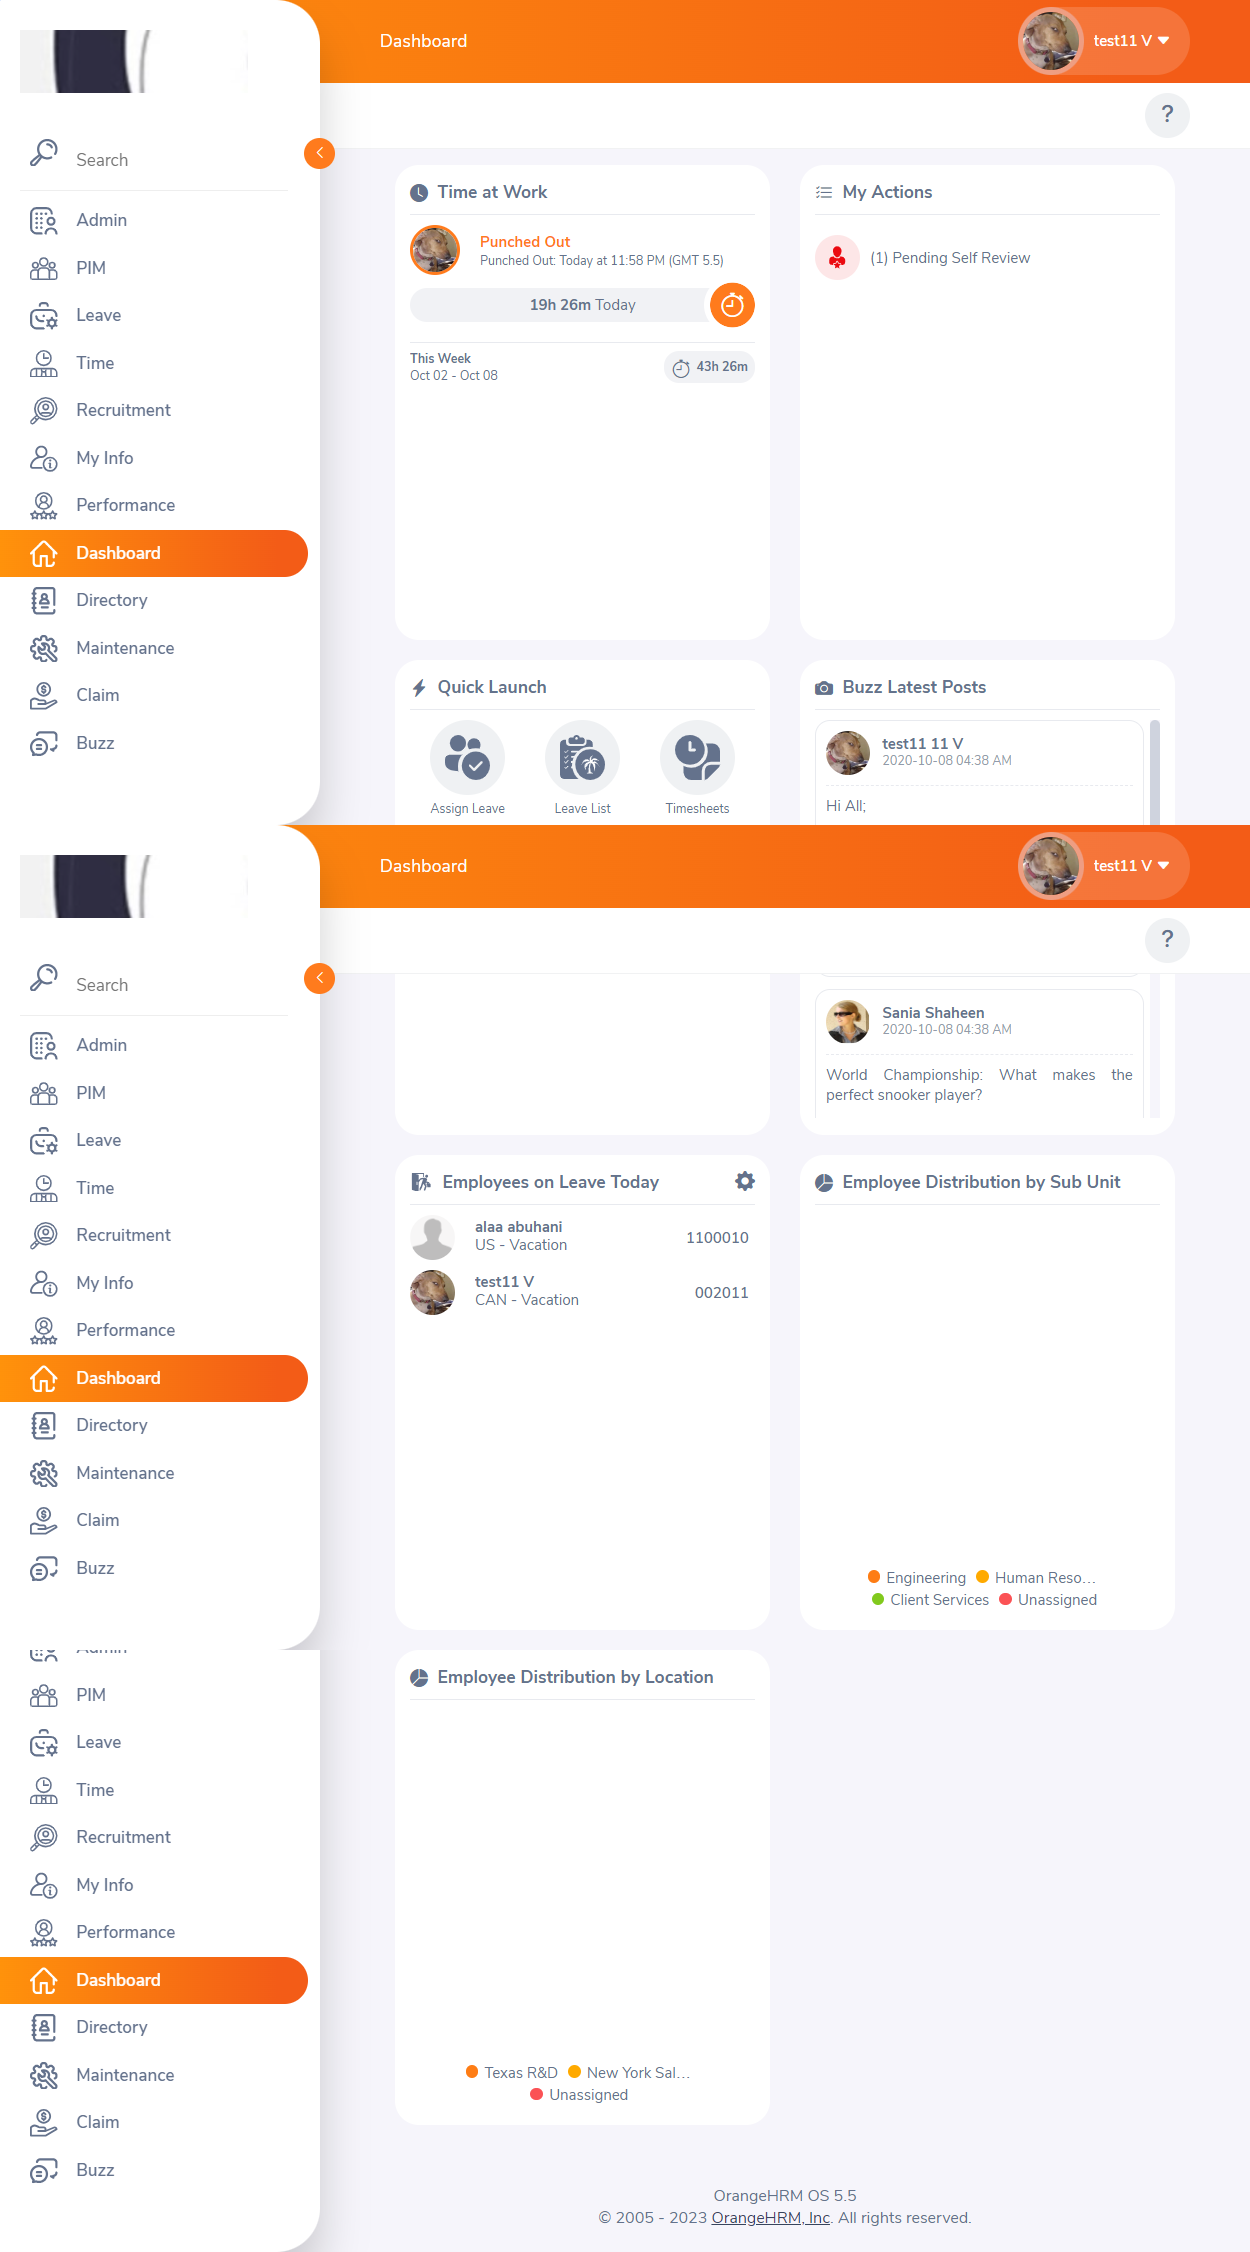 Dashboard
test11 V
?
Search
Admin
PIM
Leave
Time
Recruitment
My Info
Performance
Dashboard
Directory
Maintenance
Claim
Buzz
Time at Work
Punched Out
Punched Out: Today at 11:58 PM (GMT 5.5)
19h 26m Today
This Week
Oct 02 - Oct 08
43h 26m
My Actions
(1) Pending Self Review
Quick Launch
Assign Leave
Leave List
Timesheets
Buzz Latest Posts
test11 11 V
2020-10-08 04:38 AM
Hi All;
Dashboard
test11 V
?
Search
Admin
PIM
Leave
Time
Recruitment
My Info
Performance
Dashboard
Directory
Maintenance
Claim
Buzz
Sania Shaheen
2020-10-08 04:38 AM
World Championship: What makes the
perfect snooker player?
Employees on Leave Today
alaa abuhani
US - Vacation
1100010
test11 V
CAN - Vacation
002011
Employee Distribution by Sub Unit
Engineering
Human Reso...
Client Services
Unassigned
Admin
PIM
Leave
Time
Recruitment
My Info
Performance
Dashboard
Directory
Maintenance
Claim
Buzz
Employee Distribution by Location
Texas R&D
New York Sal...
Unassigned
OrangeHRM OS 5.5
© 2005 - 2023 OrangeHRM, Inc. All rights reserved.